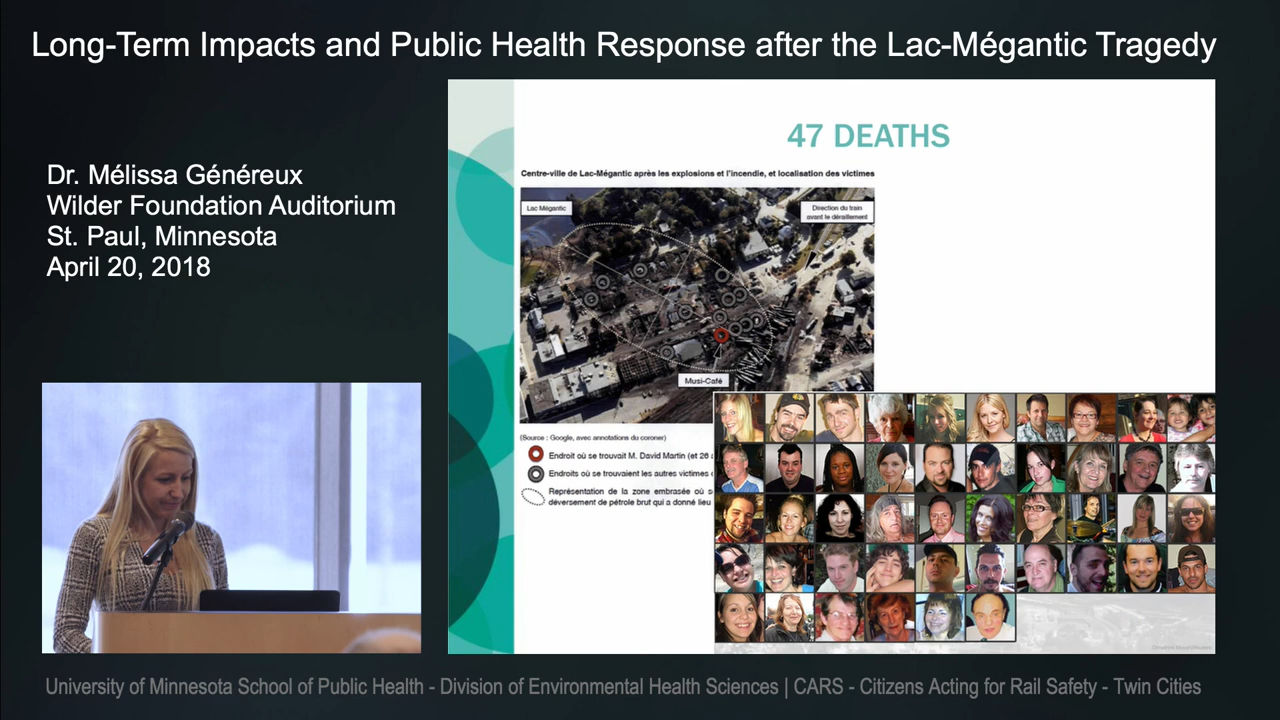 Long-Term Impacts and Public Health Response after the Lac-Mégantic Tragedy
Dr. Mélissa Généreux
Wilder Foundation Auditorium
St. Paul, Minnesota
April 20, 2018
47 DEATHS
Centre-ville de Lac-Mégantic après les explosions et l'incendie, et localisation des victimes
Lac Mégantic
Direction du train
avant le déraillement
Musi-Café
(Source : Google, avec annotations du coroner)
Endroit où se trouvait M. David Martin (et 26
Endroits où se trouvaient les autres victimes
Représentation de la zone embrasée où
déversement de pétrole brut qui a donné lieu
University of Minnesota School of Public Health - Division of Environmental Health Sciences | CARS - Citizens Acting for Rail Safety - Twin Cities